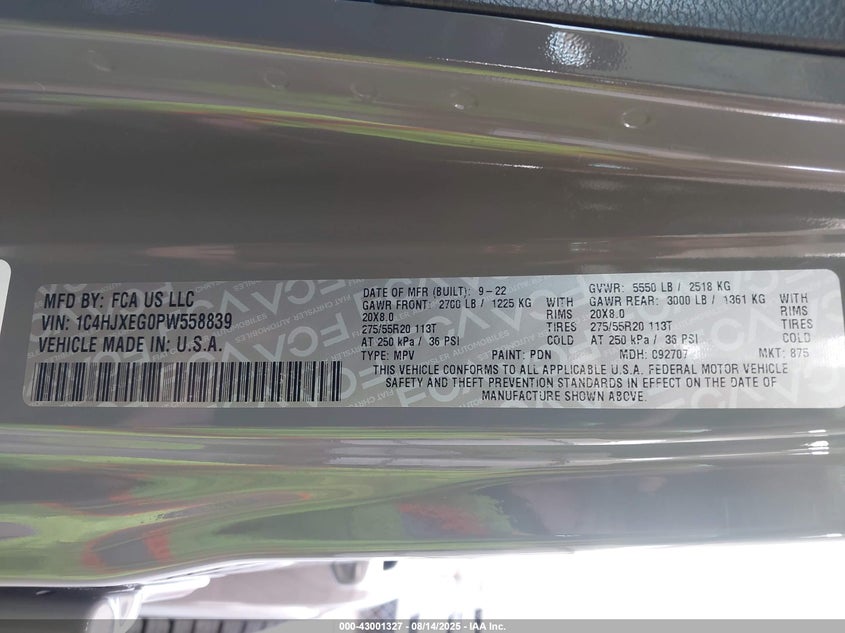 MFD BY: FCA US LLC
VIN: 1C4HJXEG0PW558839
VEHICLE MADE IN: U.S.A.
DATE OF MFR (BUILT): 9-22 GVWR: 5550 LB / 2518 KG
GAWR FRONT: 2700 LB / 1225 KG WITH GAWR REAR: 3000 LB / 1361 KG WITH
20X8.0 RIMS 20X8.0 RIMS
275/55R20 113T TIRES 275/55R20 113T TIRES
AT 250 kPa / 36 PSI COLD AT 250 kPa / 36 PSI COLD
TYPE: MPV PAINT: PDN MDH: 092707 MKT: 875
THIS VEHICLE CONFORMS TO ALL APPLICABLE U.S.A. FEDERAL MOTOR VEHICLE
SAFETY AND THEFT PREVENTION STANDARDS IN EFFECT ON THE DATE OF
MANUFACTURE SHOWN ABOVE.
000-43001327 - 08/14/2025 - IAA Inc.